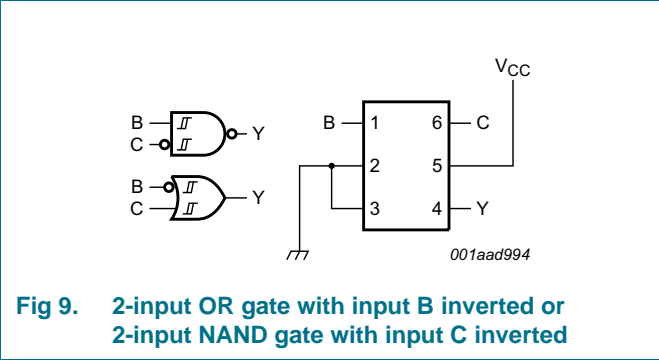 VCC
B
C
Y
B
C
Y
B 1 6 C
2 5
3 4 Y
001aad994
Fig 9. 2-input OR gate with input B inverted or
2-input NAND gate with input C inverted